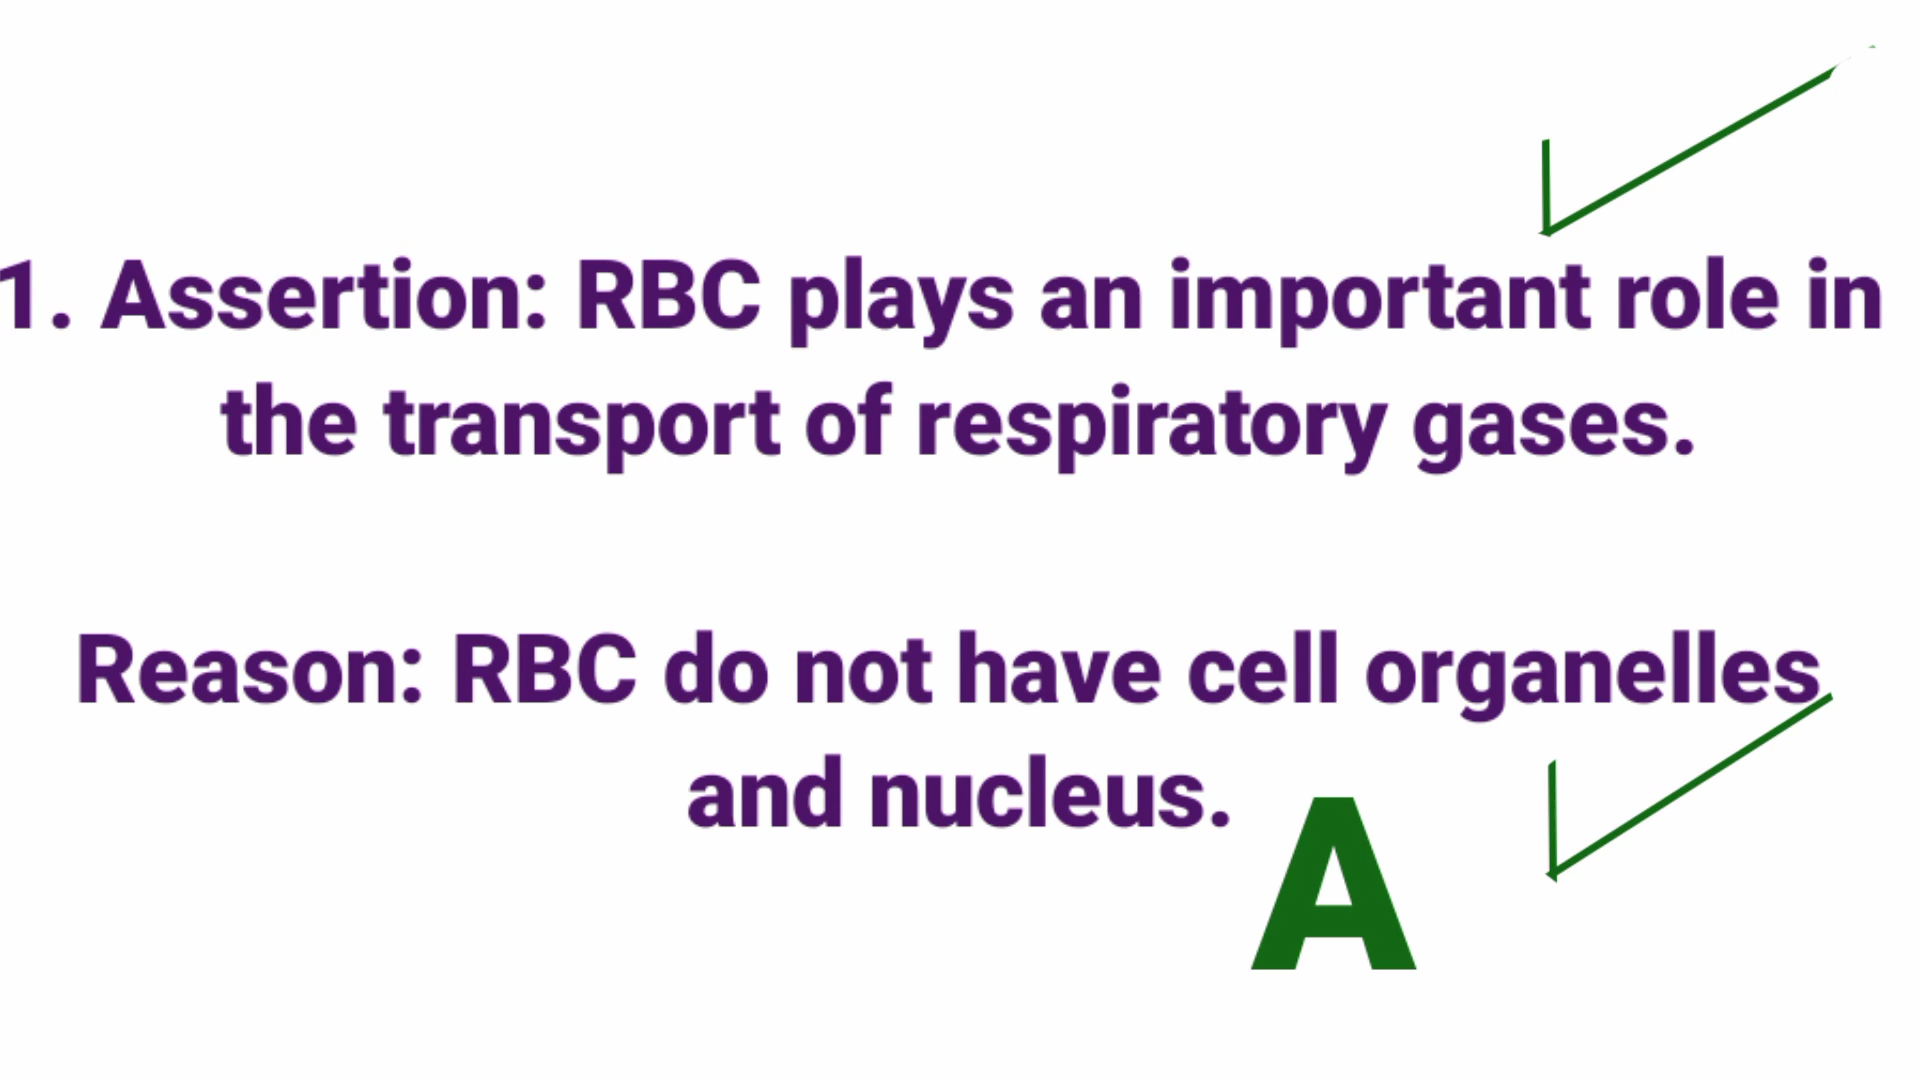 1. Assertion: RBC plays an important role in
the transport of respiratory gases.
Reason: RBC do not have cell organelles
and nucleus.
A